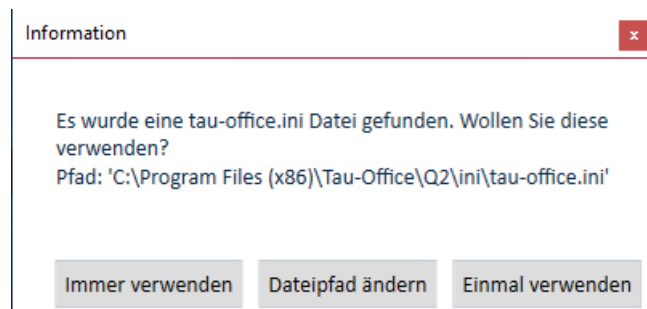 Information
x
Es wurde eine tau-office.ini Datei gefunden. Wollen Sie diese
verwenden?
Pfad: 'C:\Program Files (x86)\Tau-Office\Q2\ini\tau-office.ini'
Immer verwenden Dateipfad ändern Einmal verwenden